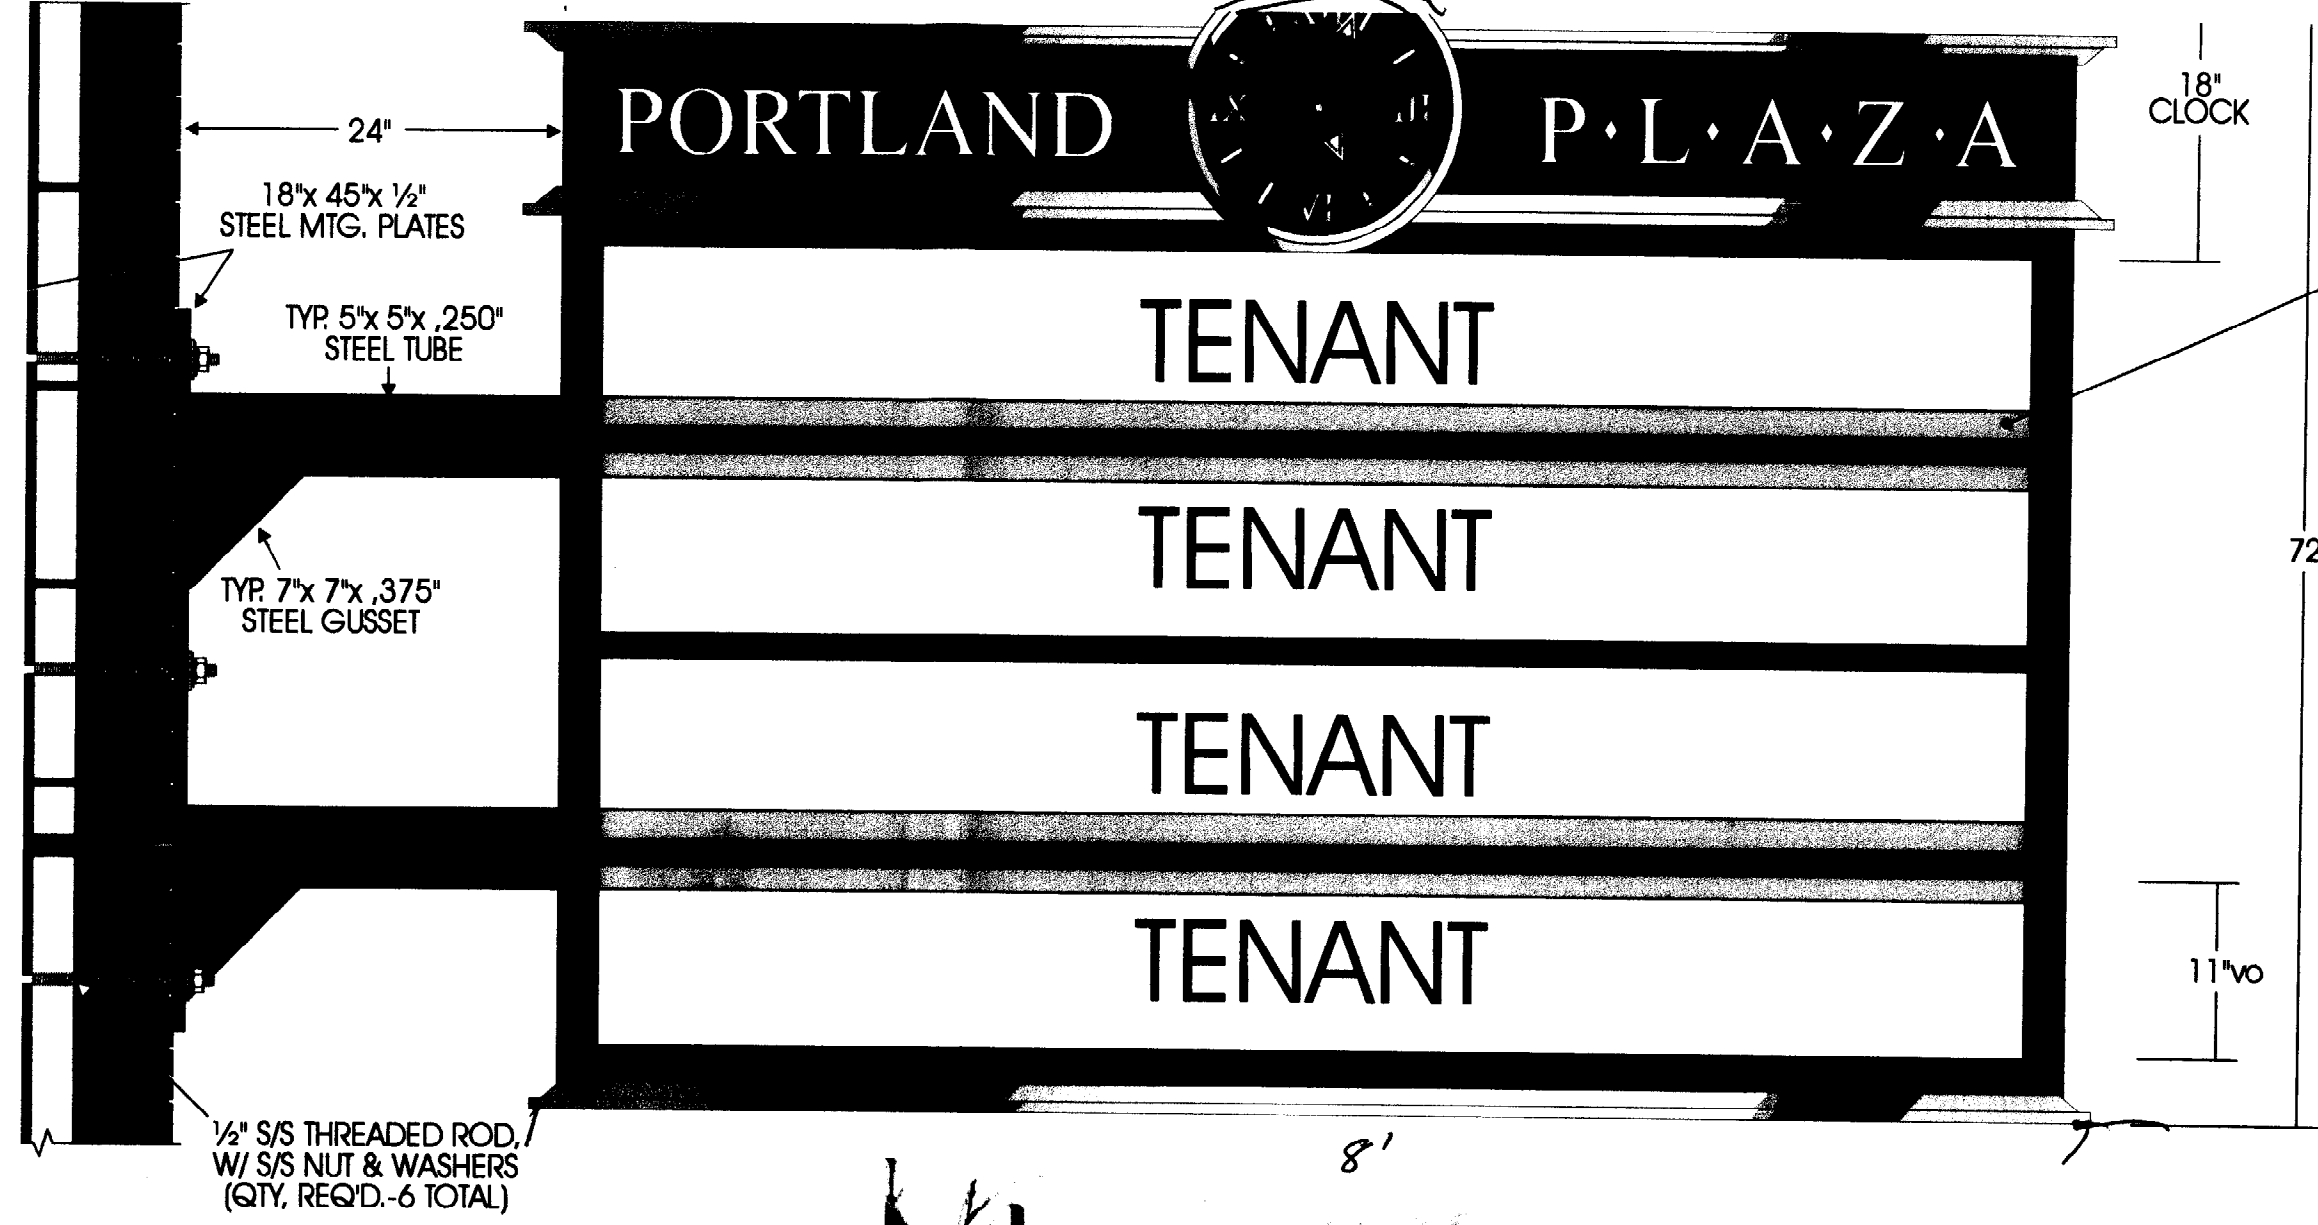 PORTLAND P·L·A·Z·A
18"
CLOCK
24"
18"x 45"x ½"
STEEL MTG. PLATES
TYP. 5"x 5"x ,250"
STEEL TUBE
TENANT
TENANT
72
TYP. 7"x 7"x ,375"
STEEL GUSSET
TENANT
TENANT
11"VO
½" S/S THREADED ROD,
W/ S/S NUT & WASHERS
(QTY, REQ'D.-6 TOTAL)
8'